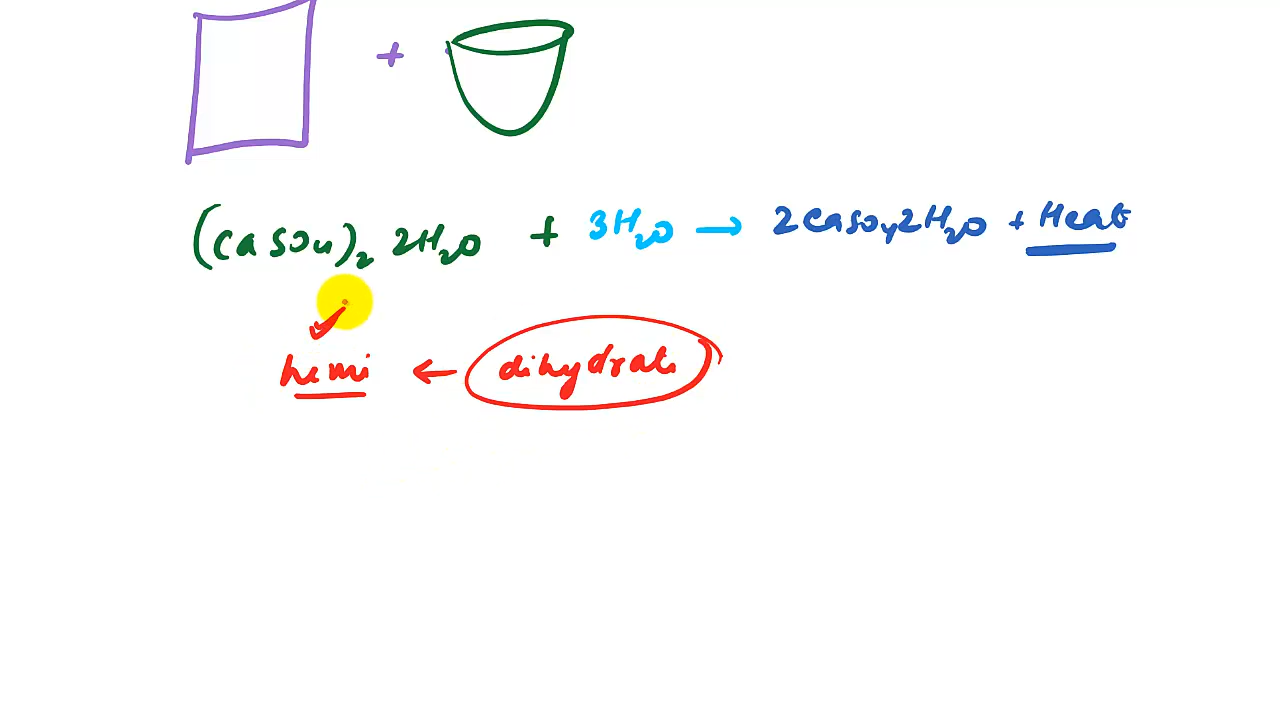 +
(CaSO4)2 2H2O + 3H2O → 2CaSO4 2H2O + Heat
hemi ← dihydrate